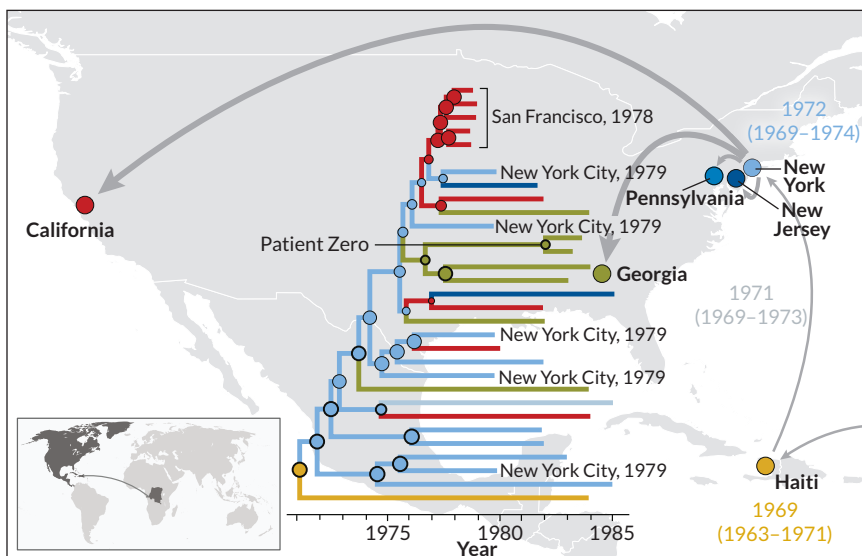 San Francisco, 1978
1972
(1969–1974)
New York City, 1979
New
York
Pennsylvania
New
Jersey
California
New York City, 1979
Patient Zero
Georgia
1971
(1969–1973)
New York City, 1979
New York City, 1979
New York City, 1979
Haiti
1969
(1963–1971)
1975
1980
1985
Year